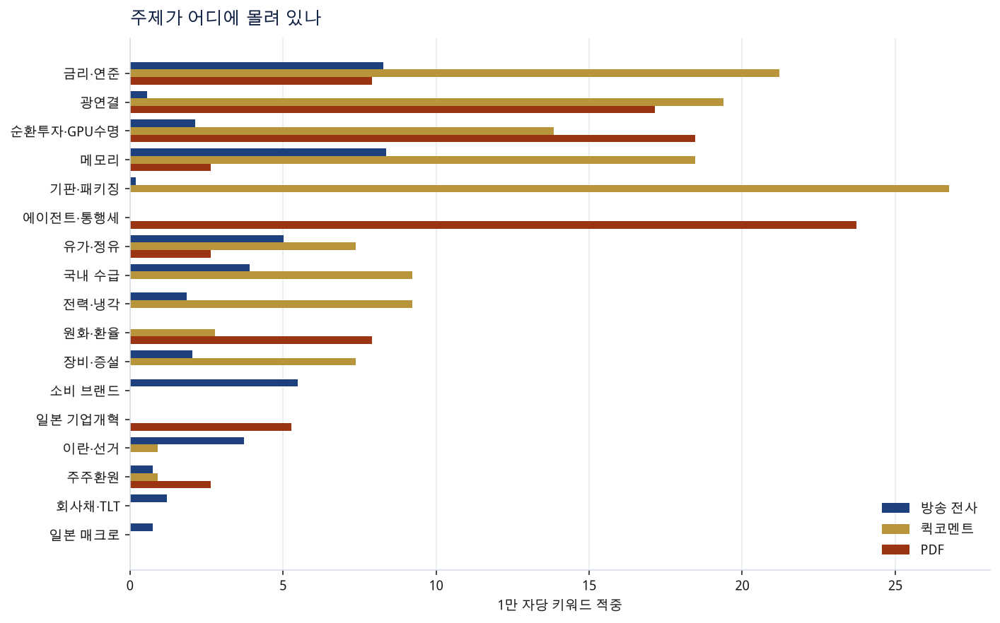 주제가 어디에 몰려 있나
금리·연준
광연결
순환투자·GPU수명
메모리
기판·패키징
에이전트·통행세
유가·정유
국내 수급
전력·냉각
원화·환율
장비·증설
소비 브랜드
일본 기업개혁
이란·선거
주주환원
회사채·TLT
일본 매크로
방송 전사
퀵코멘트
PDF
0 5 10 15 20 25
1만 자당 키워드 적중